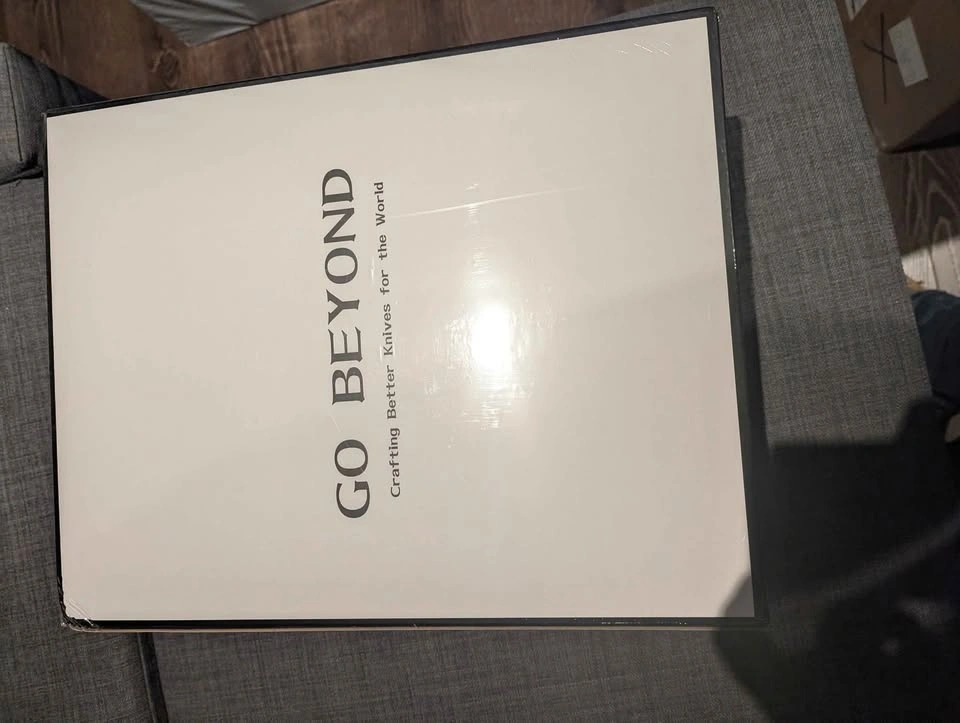 GO BEYOND
Crafting Better Knives for the World